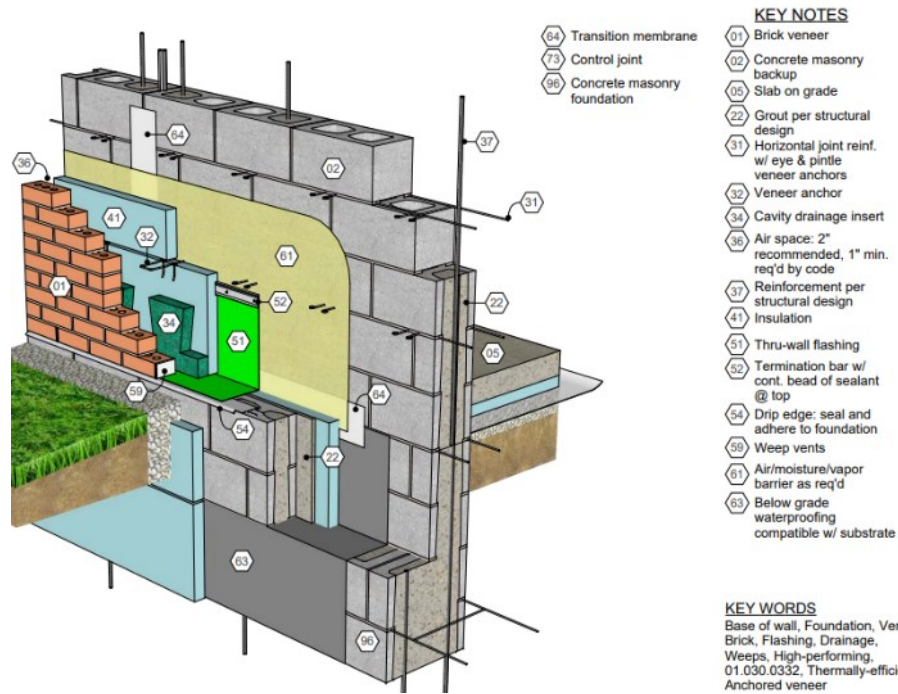 64 Transition membrane
73 Control joint
96 Concrete masonry
foundation
KEY NOTES
01 Brick veneer
02 Concrete masonry
backup
05 Slab on grade
22 Grout per structural
design
31 Horizontal joint reinf.
w/ eye & pintle
veneer anchors
32 Veneer anchor
34 Cavity drainage insert
36 Air space: 2"
recommended, 1" min.
req'd by code
37 Reinforcement per
structural design
41 Insulation
51 Thru-wall flashing
52 Termination bar w/
cont. bead of sealant
@ top
54 Drip edge: seal and
adhere to foundation
59 Weep vents
61 Air/moisture/vapor
barrier as req'd
63 Below grade
waterproofing
compatible w/ substrate
KEY WORDS
Base of wall, Foundation, Ven
Brick, Flashing, Drainage,
Weeps, High-performing,
01.030.0332, Thermally-effici
Anchored veneer
64
37
02
36
31
41
32
61
01
52
22
34
51
05
59
64
54
22
63
96